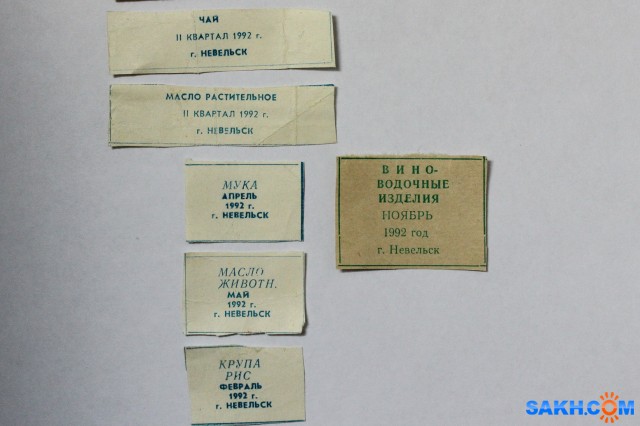 ЧАЙ
II КВАРТАЛ 1992 г.
г. НЕВЕЛЬСК
МАСЛО РАСТИТЕЛЬНОЕ
II КВАРТАЛ 1992 г.
г. НЕВЕЛЬСК
МУКА
АПРЕЛЬ
1992 г.
г. НЕВЕЛЬСК
МАСЛО
ЖИВОТН.
МАЙ
1992 г.
г. НЕВЕЛЬСК
КРУПА
РИС
ФЕВРАЛЬ
1992 г.
г. НЕВЕЛЬСК
ВИНО-
ВОДОЧНЫЕ
ИЗДЕЛИЯ
НОЯБРЬ
1992 год
г. Невельск
SAKH.COM